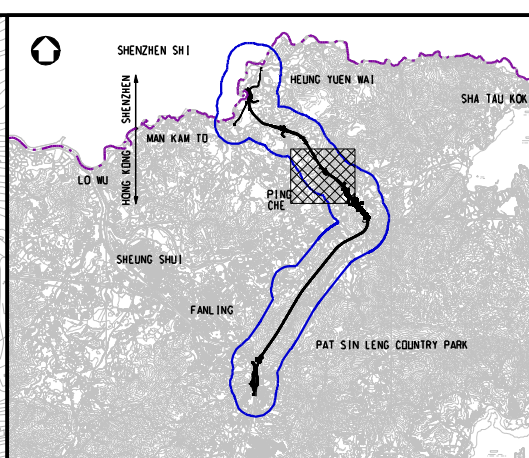 SHENZHEN SHI
HEUNG YUEN WAI
SHENZHEN
SHA TAU KOK
MAN KAM TO
HONG KONG
LO WU
PING
CHE
SHEUNG SHUI
FANLING
PAT SIN LENG COUNTRY PARK